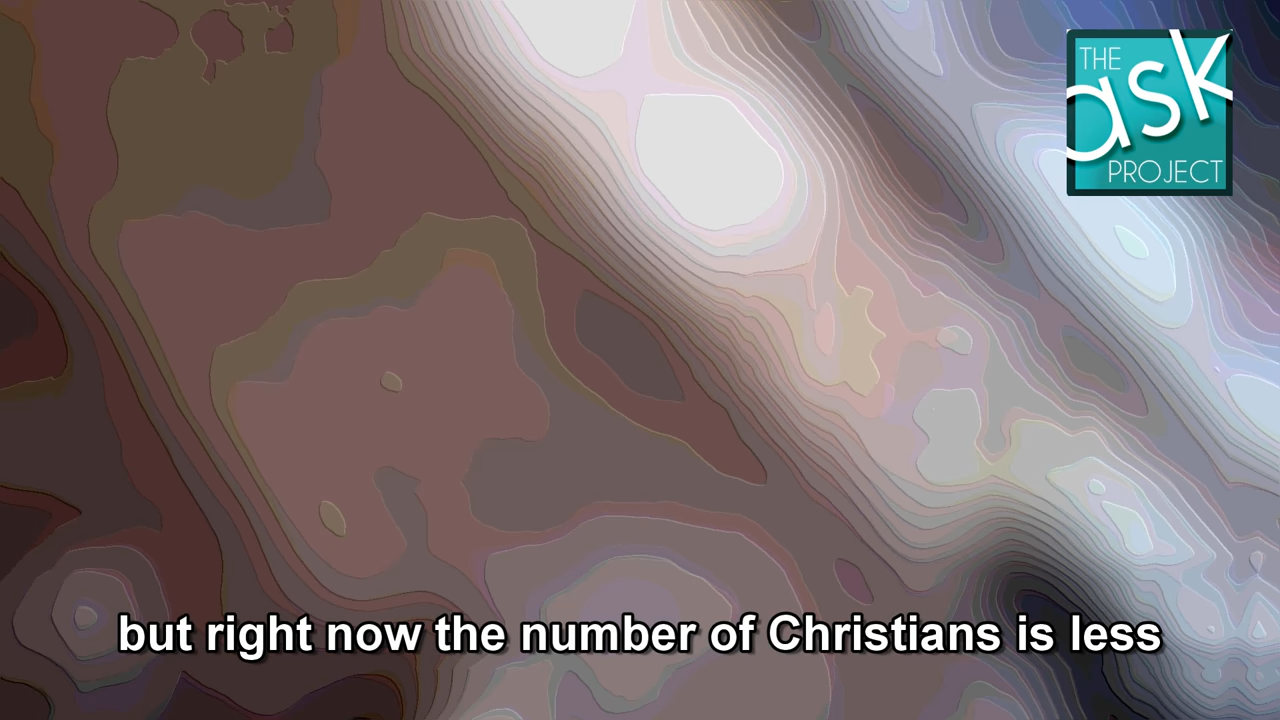 THE
ask
PROJECT
but right now the number of Christians is less